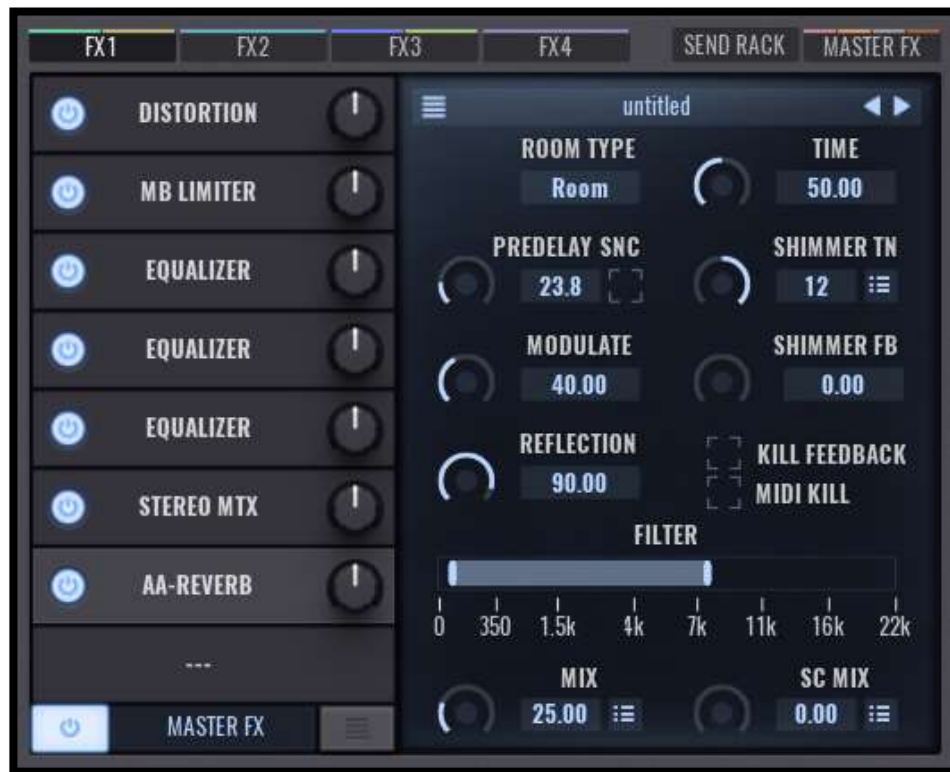 FX1 FX2 FX3 FX4 SEND RACK MASTER FX
DISTORTION
MB LIMITER
EQUALIZER
EQUALIZER
EQUALIZER
STEREO MTX
AA-REVERB
---
MASTER FX
untitled
ROOM TYPE TIME
Room 50.00
PREDELAY SNC SHIMMER TN
23.8 12
MODULATE SHIMMER FB
40.00 0.00
REFLECTION KILL FEEDBACK
90.00 MIDI KILL
FILTER
0 350 1.5k 4k 7k 11k 16k 22k
MIX SC MIX
25.00 0.00